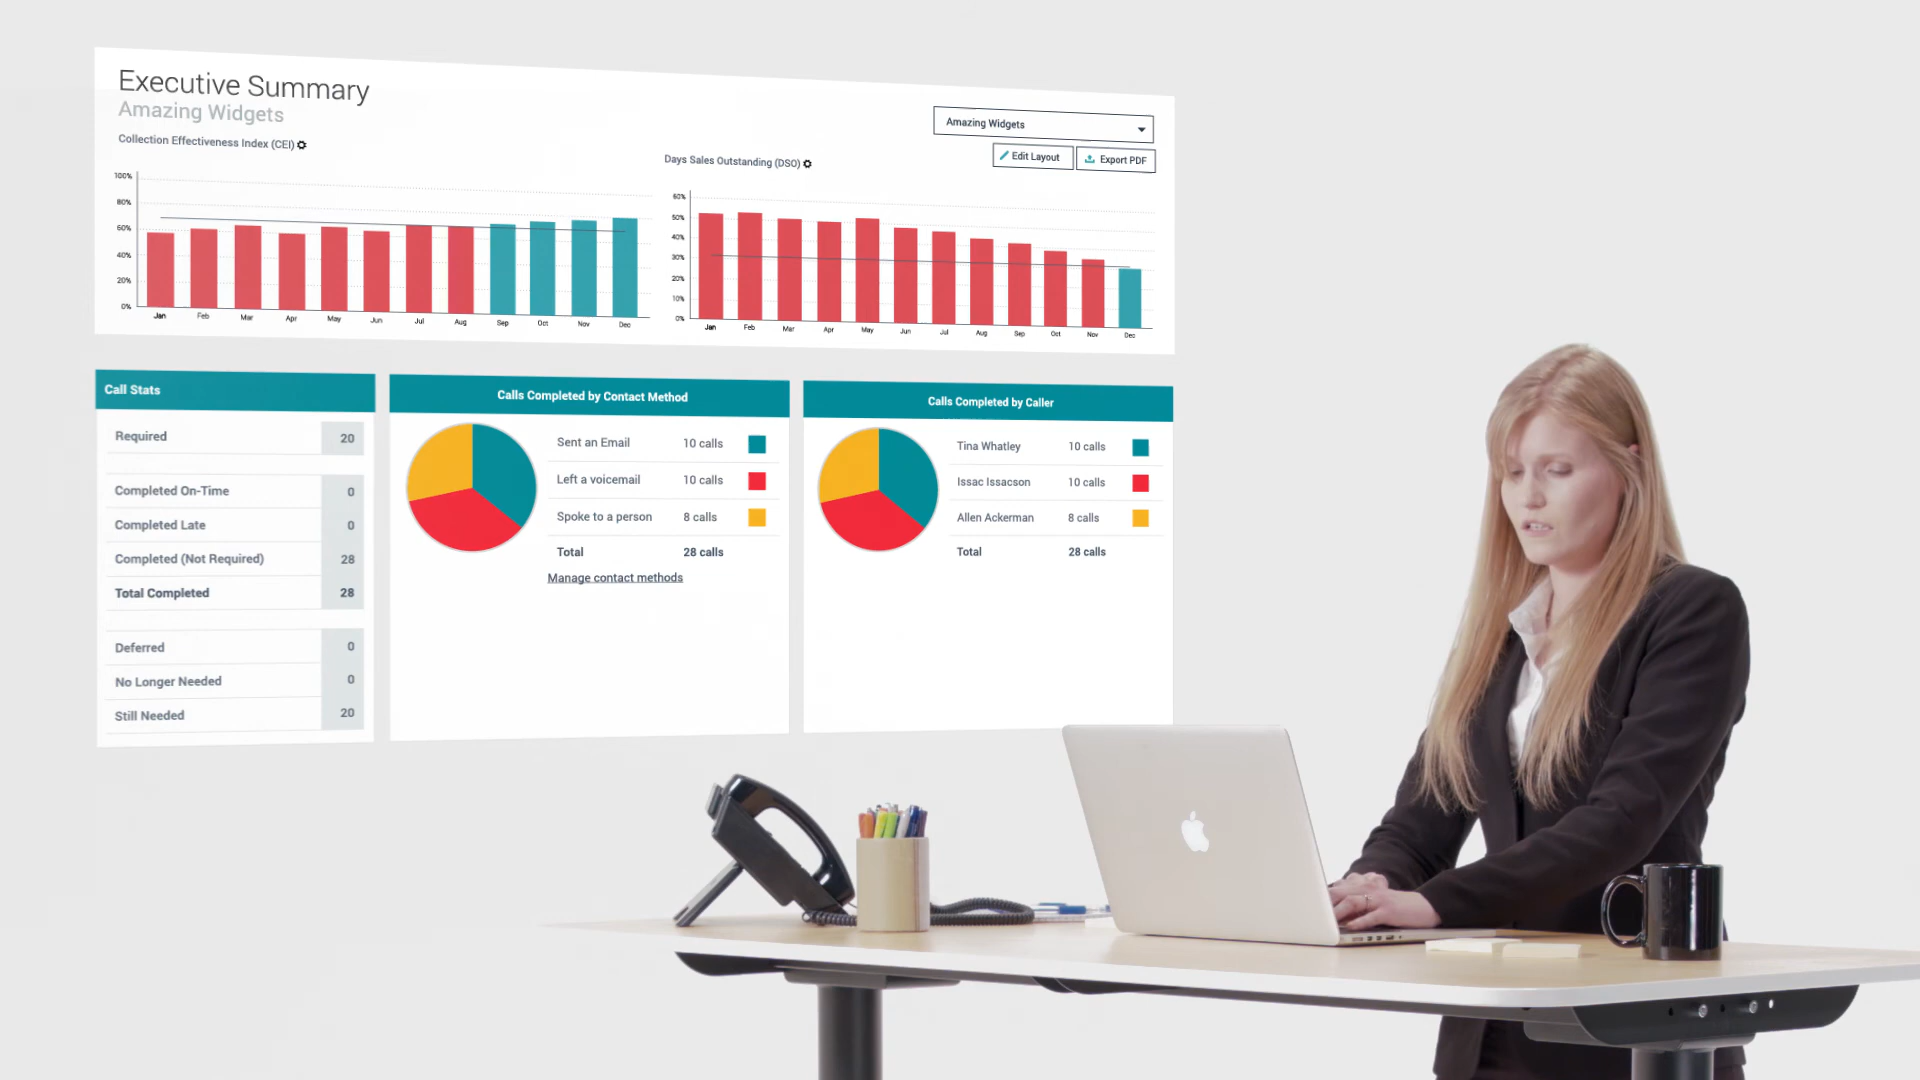 Executive Summary
Amazing Widgets
Collection Effectiveness Index (CEI)
100%
80%
60%
40%
20%
0%
Jan Feb Mar Apr May Jun Jul Aug Sep Oct Nov Dec
Amazing Widgets
Edit Layout Export PDF
Days Sales Outstanding (DSO)
60%
50%
40%
30%
20%
10%
0%
Jan Feb Mar Apr May Jun Jul Aug Sep Oct Nov Dec
Call Stats
Required 20
Completed On-Time 0
Completed Late 0
Completed (Not Required) 28
Total Completed 28
Deferred 0
No Longer Needed 0
Still Needed 20
Calls Completed by Contact Method
Sent an Email 10 calls
Left a voicemail 10 calls
Spoke to a person 8 calls
Total 28 calls
Manage contact methods
Calls Completed by Caller
Tina Whatley 10 calls
Issac Issacson 10 calls
Allen Ackerman 8 calls
Total 28 calls